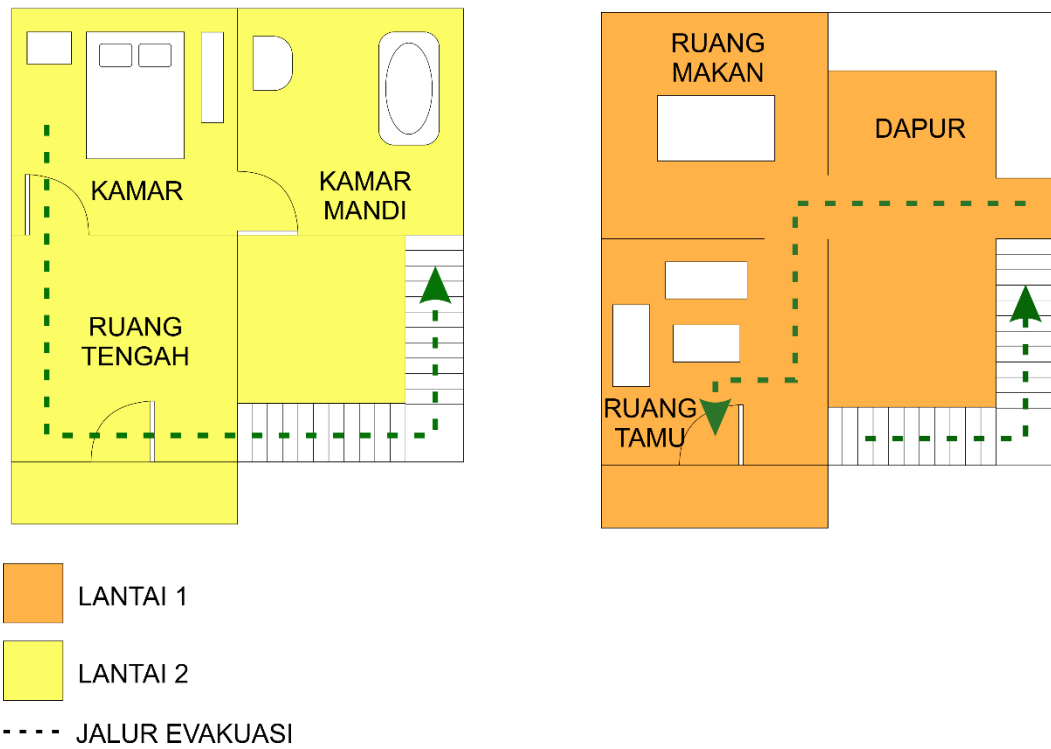 KAMAR
KAMAR
MANDI
RUANG
TENGAH
RUANG
MAKAN
DAPUR
RUANG
TAMU
LANTAI 1
LANTAI 2
JALUR EVAKUASI